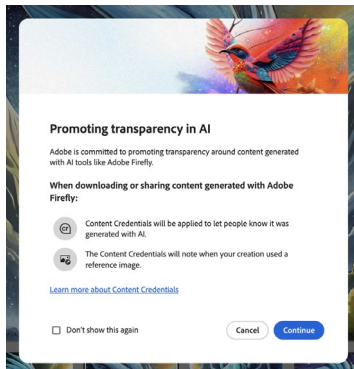 Promoting transparency in AI
Adobe is committed to promoting transparency around content generated
with AI tools like Adobe Firefly.
When downloading or sharing content generated with Adobe
Firefly:
Content Credentials will be applied to let people know it was
generated with AI.
The Content Credentials will note when your creation used a
reference image.
Learn more about Content Credentials
Don't show this again
Cancel
Continue